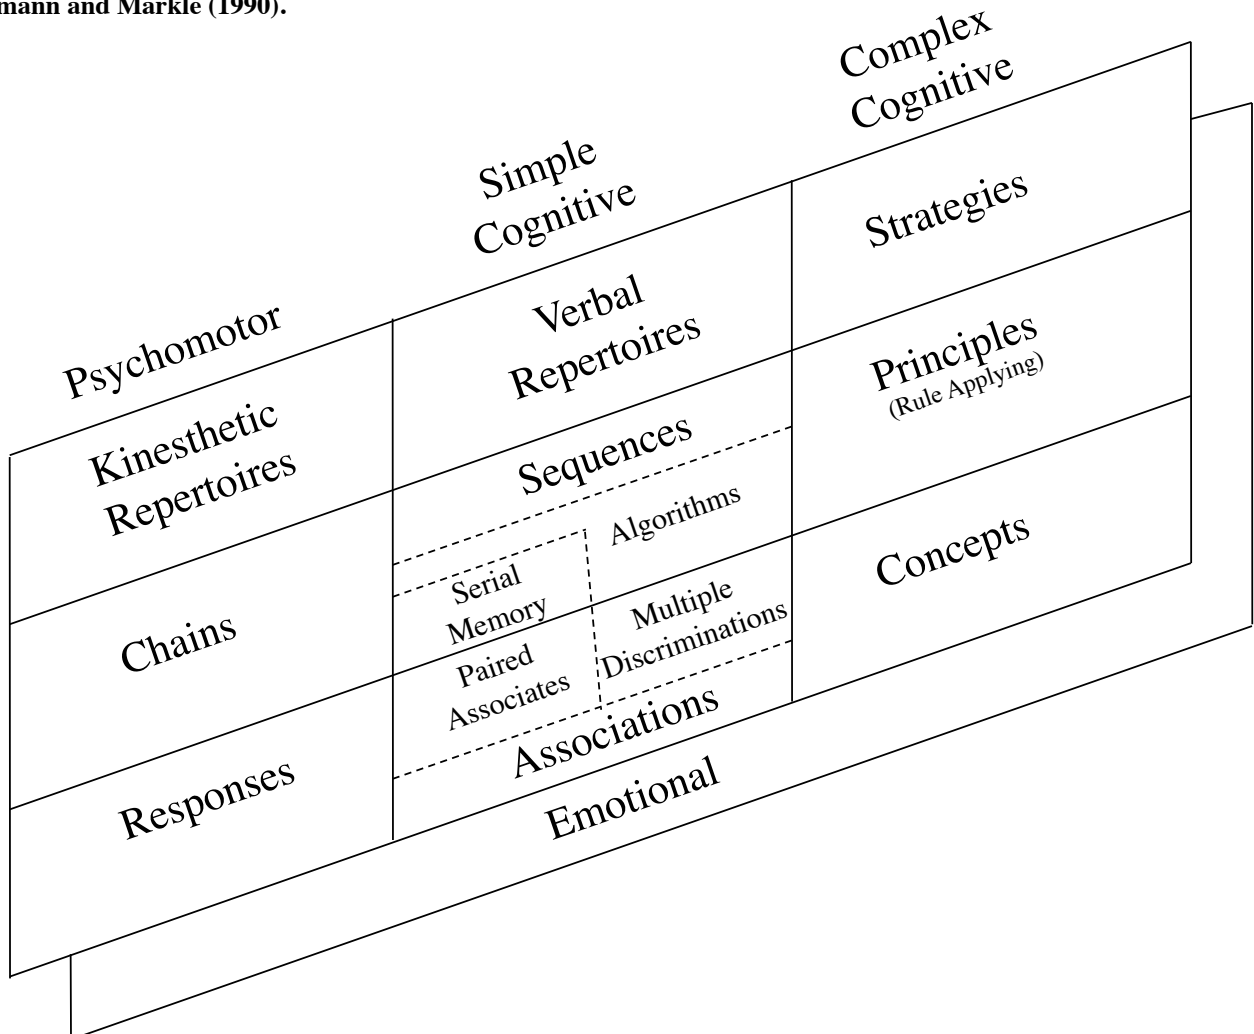 mann and Markle (1990).
Complex
Cognitive
Simple
Cognitive
Psychomotor
Kinesthetic
Repertoires
Verbal
Repertoires
Strategies
Chains
Sequences
Algorithms
Serial
Memory
Principles
(Rule Applying)
Responses
Paired
Associates
Multiple
Discriminations
Associations
Concepts
Emotional